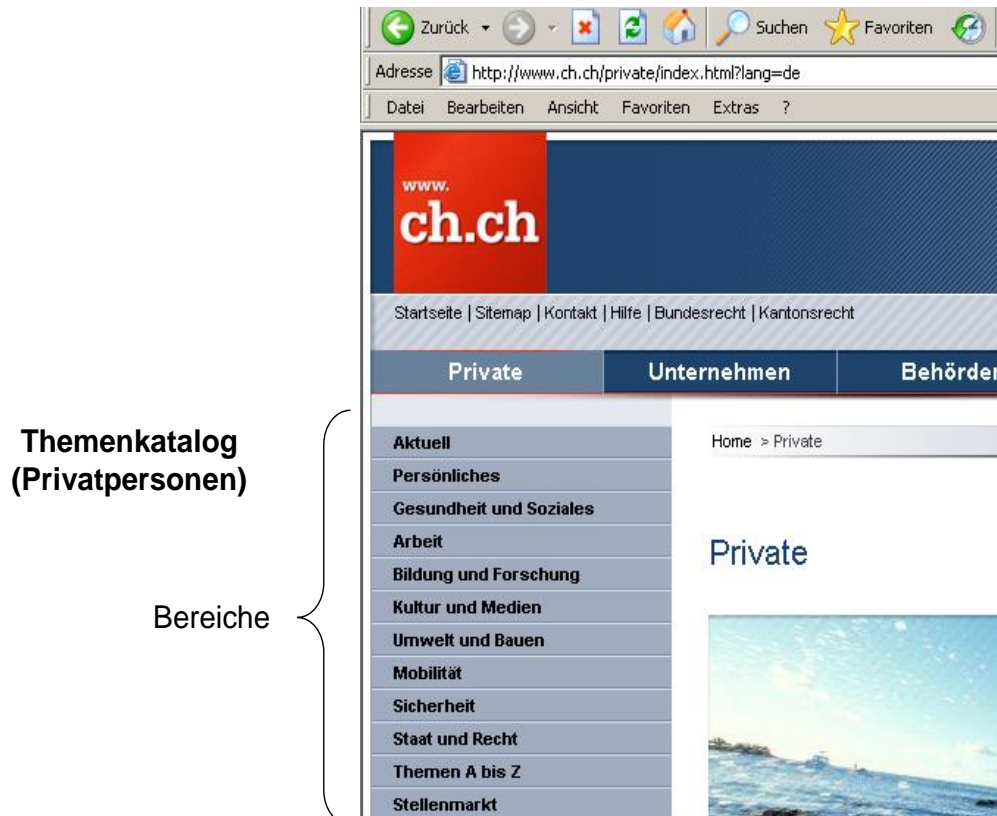 Zurück Suchen Favoriten
Adresse http://www.ch.ch/private/index.html?lang=de
Datei Bearbeiten Ansicht Favoriten Extras ?
www.
ch.ch
Startseite | Sitemap | Kontakt | Hilfe | Bundesrecht | Kantonsrecht
Private Unternehmen Behörden
Themenkatalog
(Privatpersonen)
Bereiche
Aktuell
Persönliches
Gesundheit und Soziales
Arbeit
Bildung und Forschung
Kultur und Medien
Umwelt und Bauen
Mobilität
Sicherheit
Staat und Recht
Themen A bis Z
Stellenmarkt
Home > Private
Private